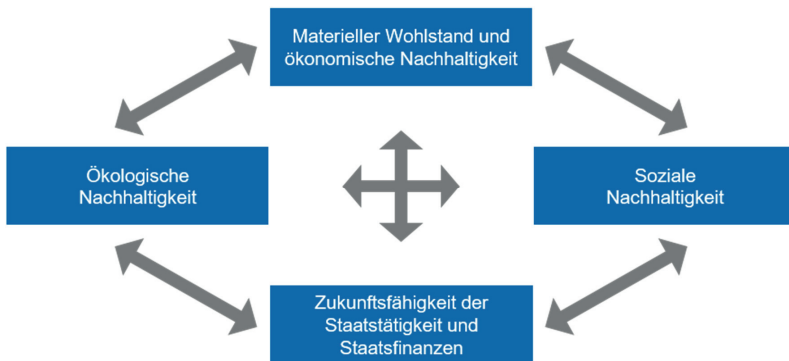 Materieller Wohlstand und
ökonomische Nachhaltigkeit
Ökologische
Nachhaltigkeit
Soziale
Nachhaltigkeit
Zukunftsfähigkeit der
Staatstätigkeit und
Staatsfinanzen